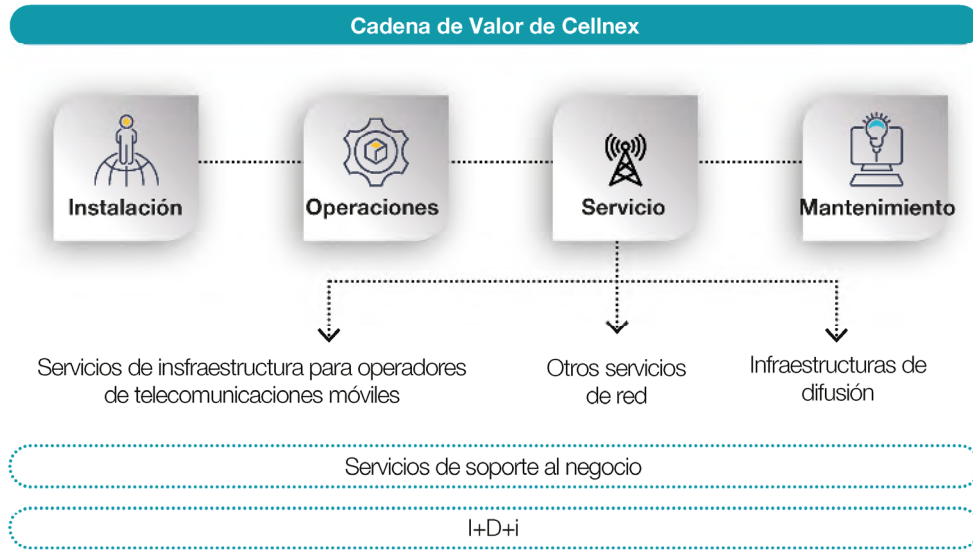 Cadena de Valor de Cellnex
Instalación
Operaciones
Servicio
Mantenimiento
Servicios de insfraestructura para operadores
de telecomunicaciones móviles
Otros servicios
de red
Infraestructuras de
difusión
Servicios de soporte al negocio
I+D+i